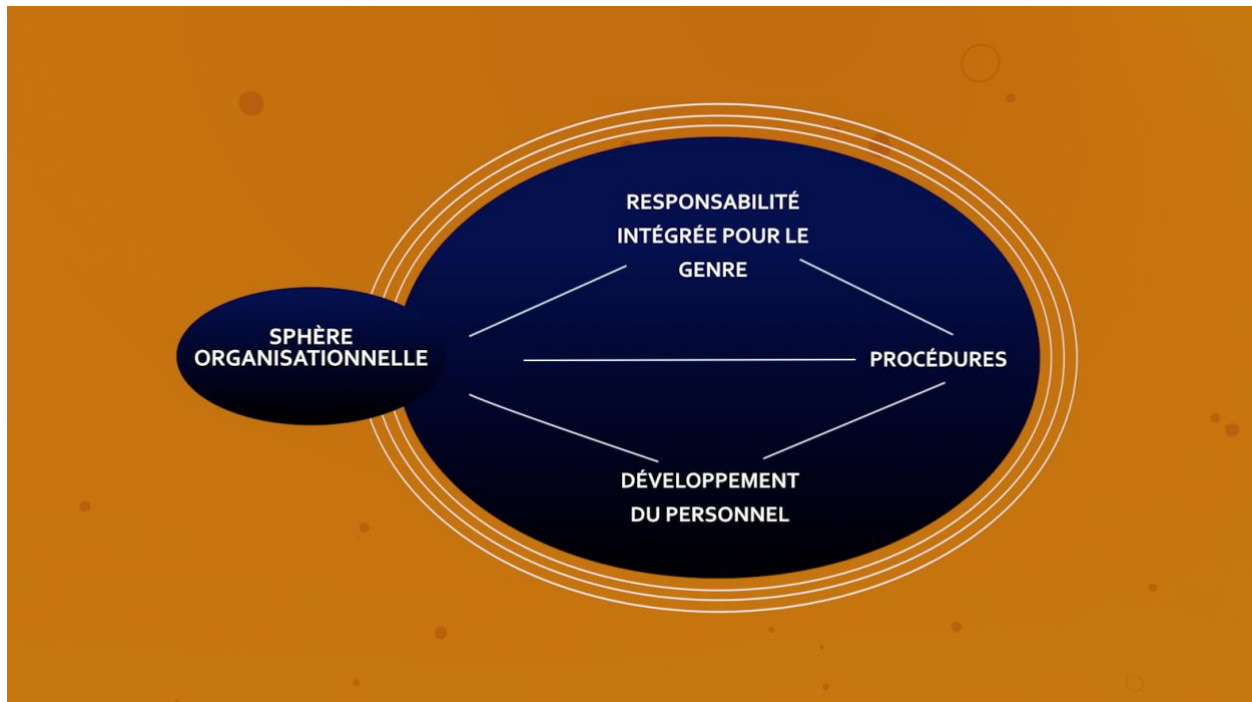 RESPONSABILITÉ
INTÉGRÉE POUR LE
GENRE
SPHÈRE
ORGANISATIONNELLE
PROCÉDURES
DÉVELOPPEMENT
DU PERSONNEL